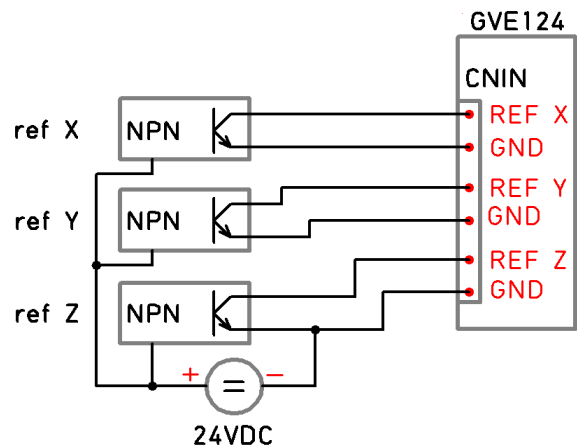 GVE124
CNIN
ref X
NPN
REF X
GND
ref Y
NPN
REF Y
GND
ref Z
NPN
REF Z
GND
+ = −
24VDC